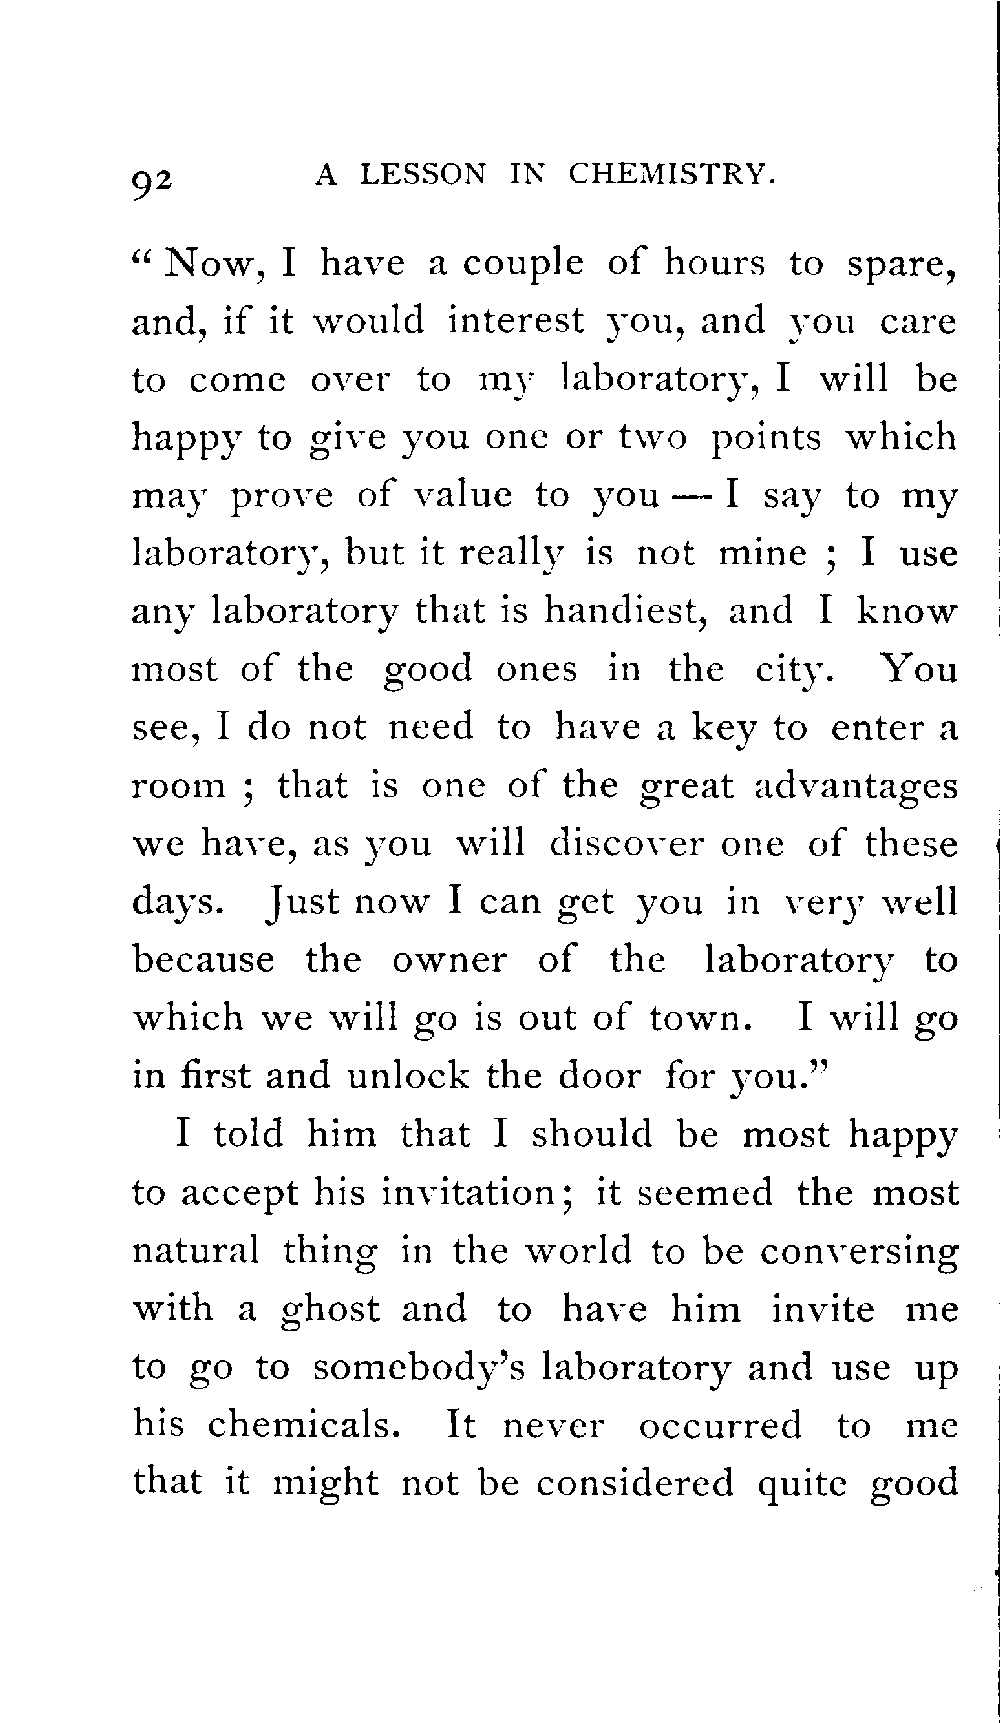 92 A LESSON IN CHEMISTRY.
“ Now, I have a couple of hours to spare,
and, if it would interest you, and you care
to come over to my laboratory, I will be
happy to give you one or two points which
may prove of value to you — I say to my
laboratory, but it really is not mine ; I use
any laboratory that is handiest, and I know
most of the good ones in the city. You
see, I do not need to have a key to enter a
room ; that is one of the great advantages
we have, as you will discover one of these
days. Just now I can get you in very well
because the owner of the laboratory to
which we will go is out of town. I will go
in first and unlock the door for you.”
I told him that I should be most happy
to accept his invitation; it seemed the most
natural thing in the world to be conversing
with a ghost and to have him invite me
to go to somebody’s laboratory and use up
his chemicals. It never occurred to me
that it might not be considered quite good